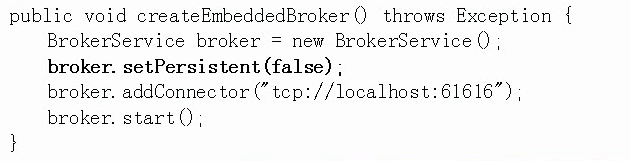 public void createEmbeddedBroker() throws Exception {
    BrokerService broker = new BrokerService();
    broker.setPersistent(false);
    broker.addConnector("tcp://localhost:61616");
    broker.start();
}